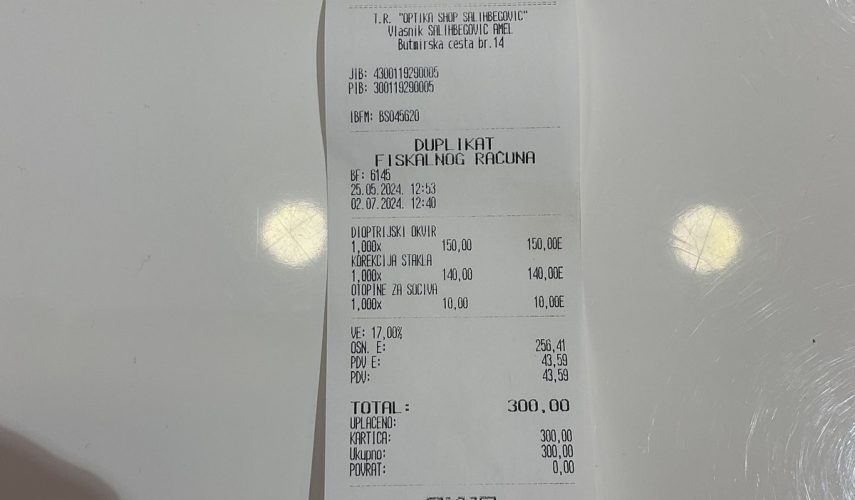 T.R. "OPTIKA SHOP SALIHBEGOVIC"
Vlasnik SALIHBEGOVIC AMEL
Butmirska cesta br.14
JIB: 4300119290005
PIB: 300119290005
IBFM: BS045620
DUPLIKAT
FISKALNOG RAČUNA
BF: 6145
25.05.2024. 12:53
02.07.2024. 12:40
DIOPTRIJSKI OKVIR
1,000x 150,00 150,00E
KOREKCIJA STAKLA
1,000x 140,00 140,00E
OTOPINE ZA SOCIVA
1,000x 10,00 10,00E
VE: 17,00%
OSN. E: 256,41
PDV E: 43,59
PDV: 43,59
TOTAL: 300,00
UPLAĆENO:
KARTICA: 300,00
Ukupno: 300,00
POVRAT: 0,00